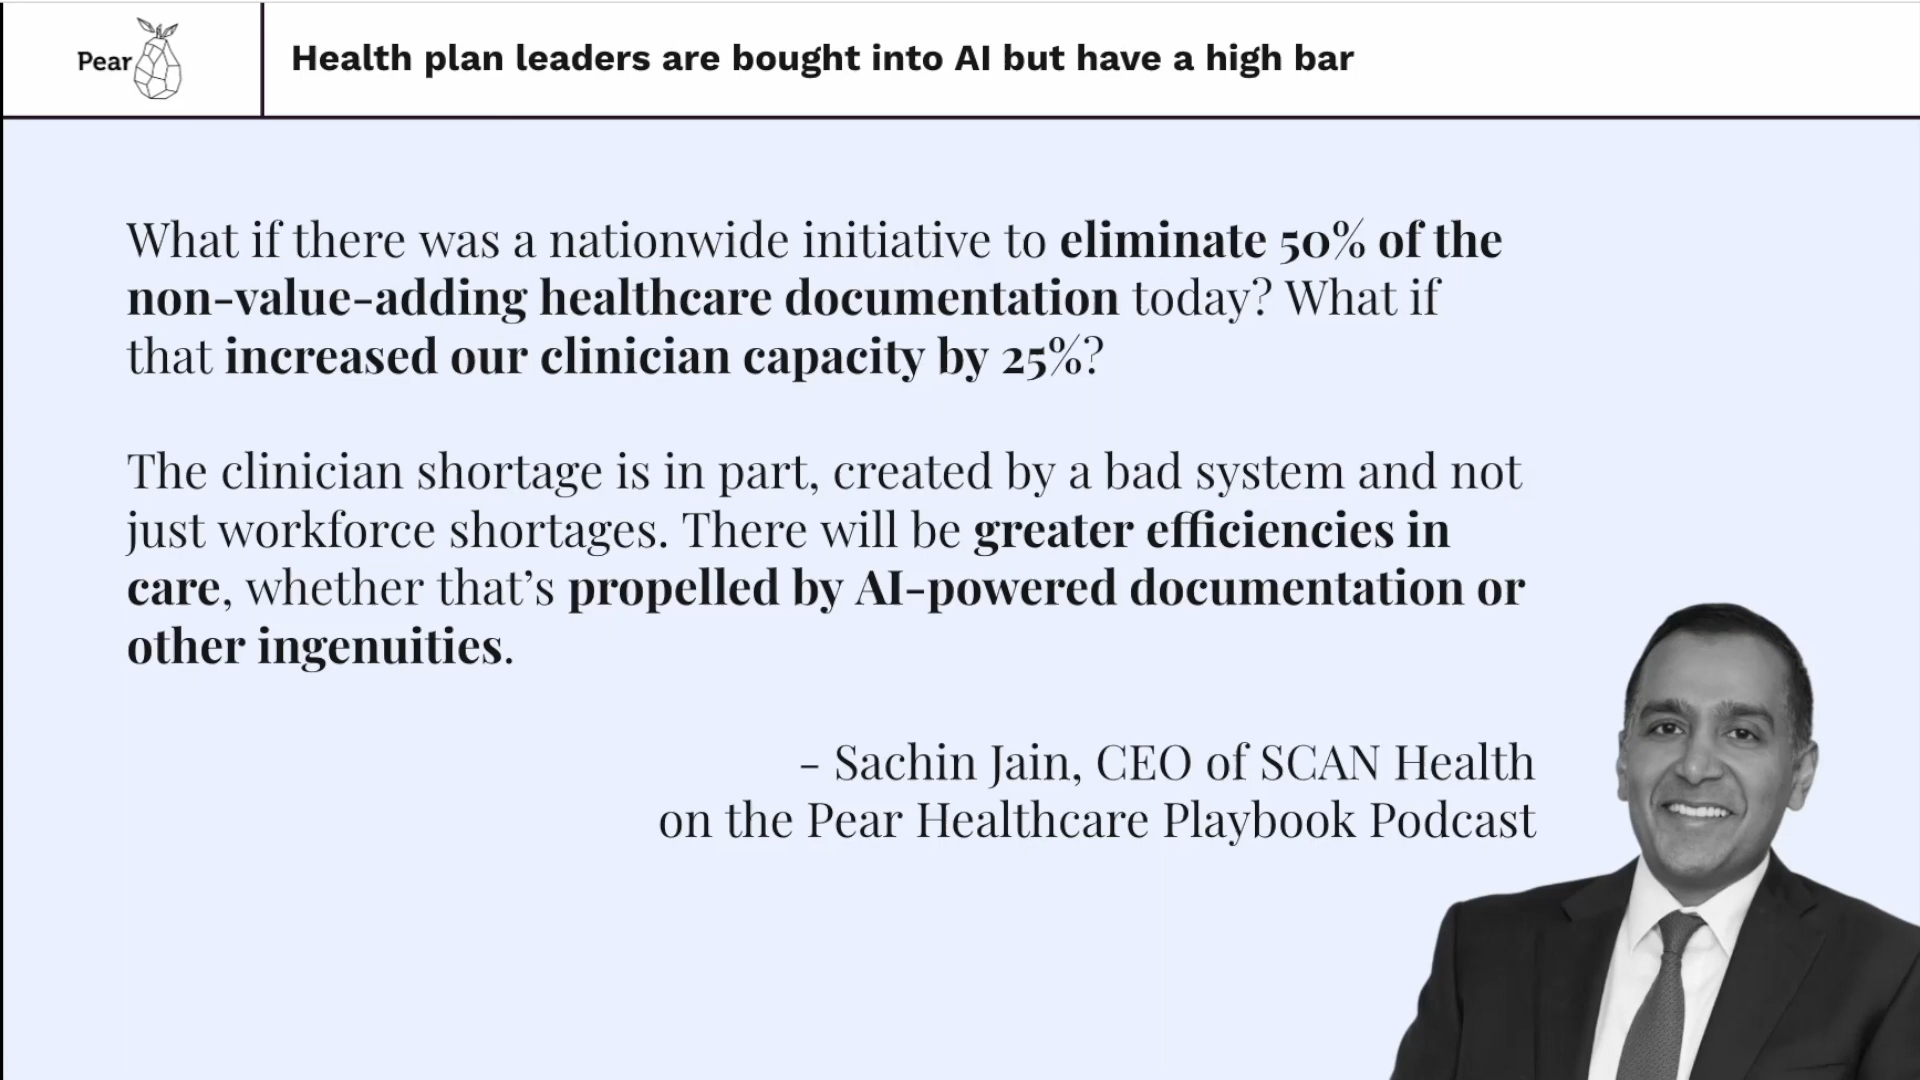 Pear
Health plan leaders are bought into AI but have a high bar
What if there was a nationwide initiative to eliminate 50% of the
non-value-adding healthcare documentation today? What if
that increased our clinician capacity by 25%?
The clinician shortage is in part, created by a bad system and not
just workforce shortages. There will be greater efficiencies in
care, whether that’s propelled by AI-powered documentation or
other ingenuities.
- Sachin Jain, CEO of SCAN Health
on the Pear Healthcare Playbook Podcast